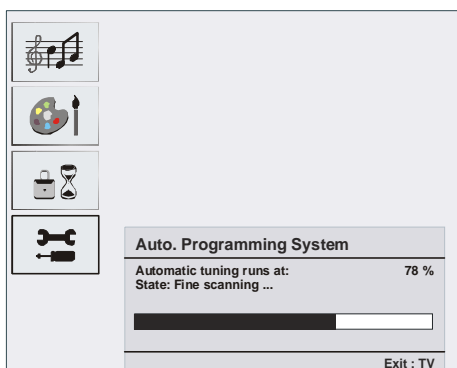 Auto. Programming System
Automatic tuning runs at: 78 %
State: Fine scanning ...
Exit : TV